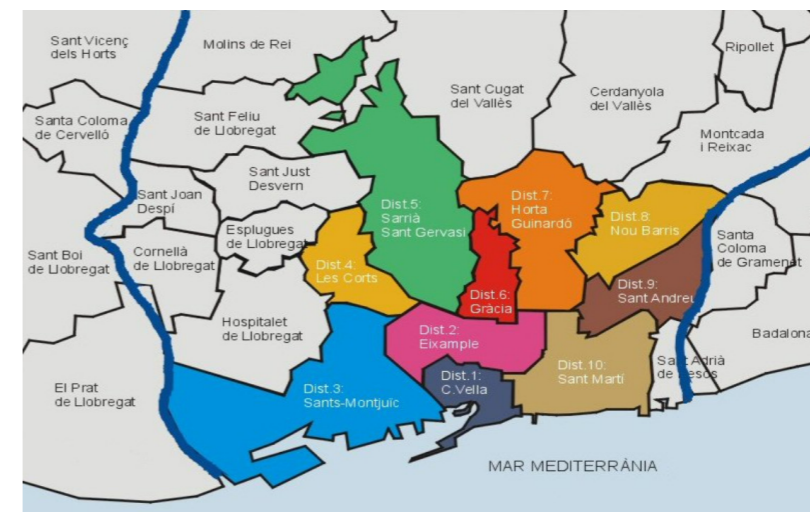 Sant Vicenç
dels Horts
Molins de Rei
Ripollet
Sant Cugat
del Vallés
Cerdanyola
del Vallés
Santa Coloma
de Cervelló
Sant Feliu
de Llobregat
Montcada
i Reixac
Sant Just
Desvern
Sant Joan
Despí
Dist.5:
Sarrià
Sant Gervasi
Dist.7:
Horta
Guinardó
Dist.8:
Nou Barris
Esplugues
de Llobregat
Santa
Coloma
de Gramenet
Sant Boi
de Llobregat
Cornellà
de Llobregat
Dist.4:
Les Corts
Dist.6:
Gràcia
Dist.9:
Sant Andreu
Hospitalet
de Llobregat
Dist.2:
Eixample
Badalona
Dist.10:
Sant Martí
Sant Adrià
de Besòs
El Prat
de Llobregat
Dist.3:
Sants-Montjuic
Dist.1:
C.Vella
MAR MEDITERRÀNIA